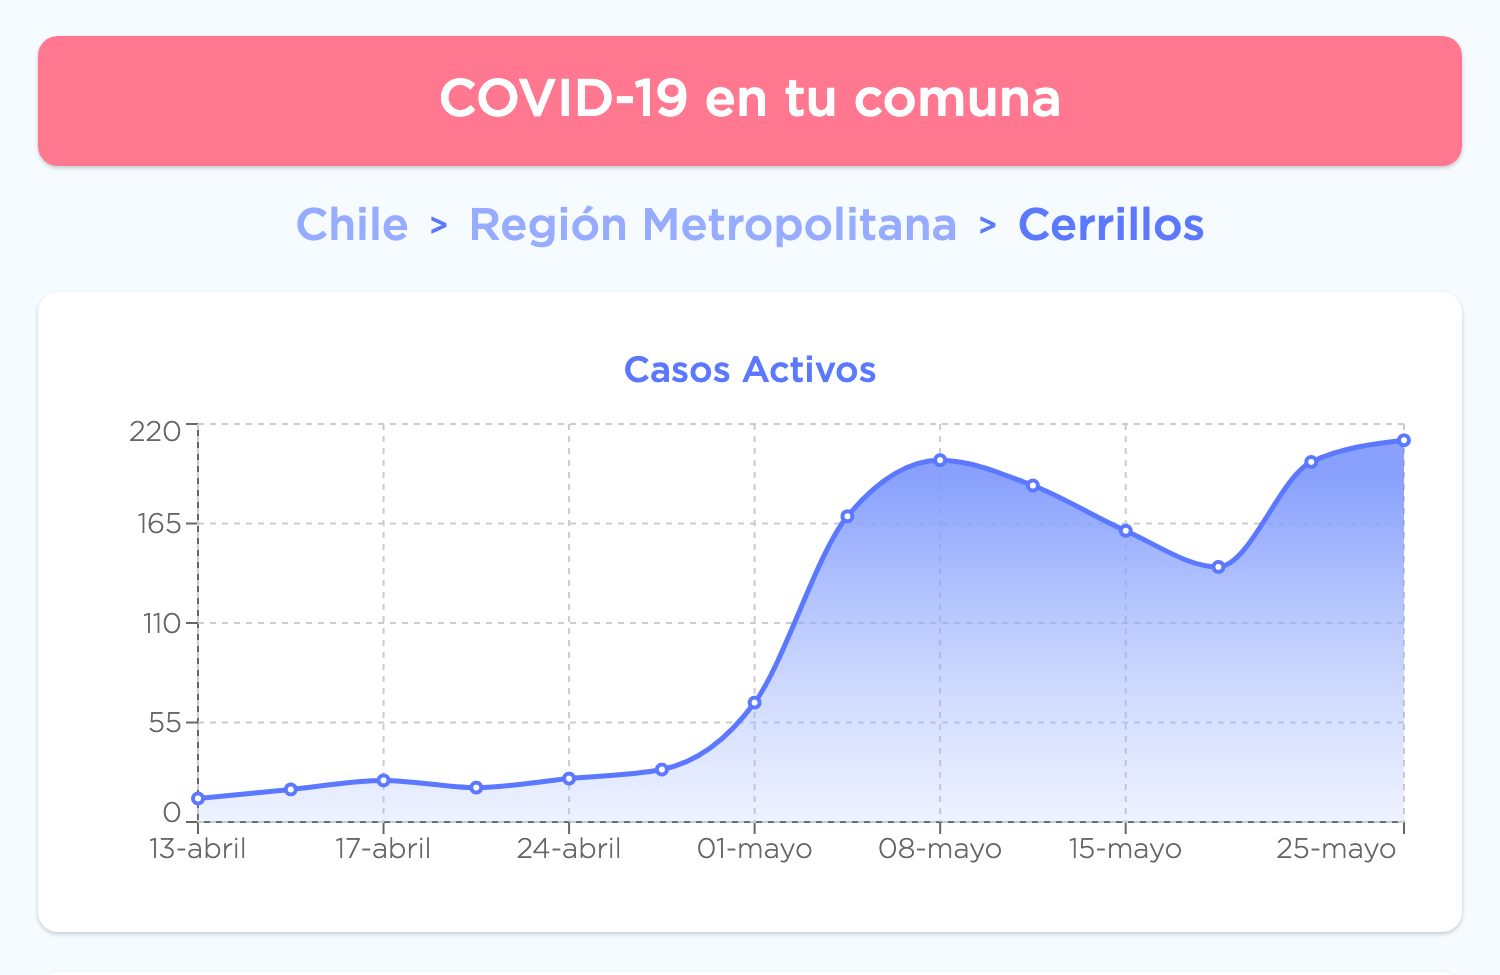 COVID-19 en tu comuna
Chile > Región Metropolitana > Cerrillos
Casos Activos
220
165
110
55
0
13-abril 17-abril 24-abril 01-mayo 08-mayo 15-mayo 25-mayo